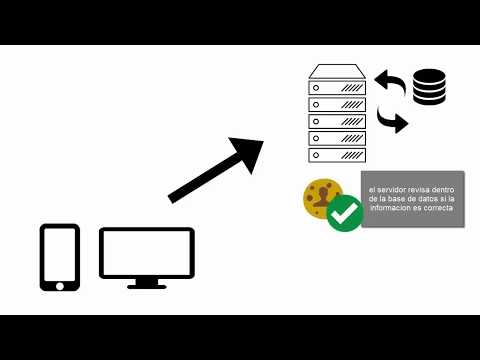 el servidor revisa dentro
de la base de datos si la
informacion es correcta